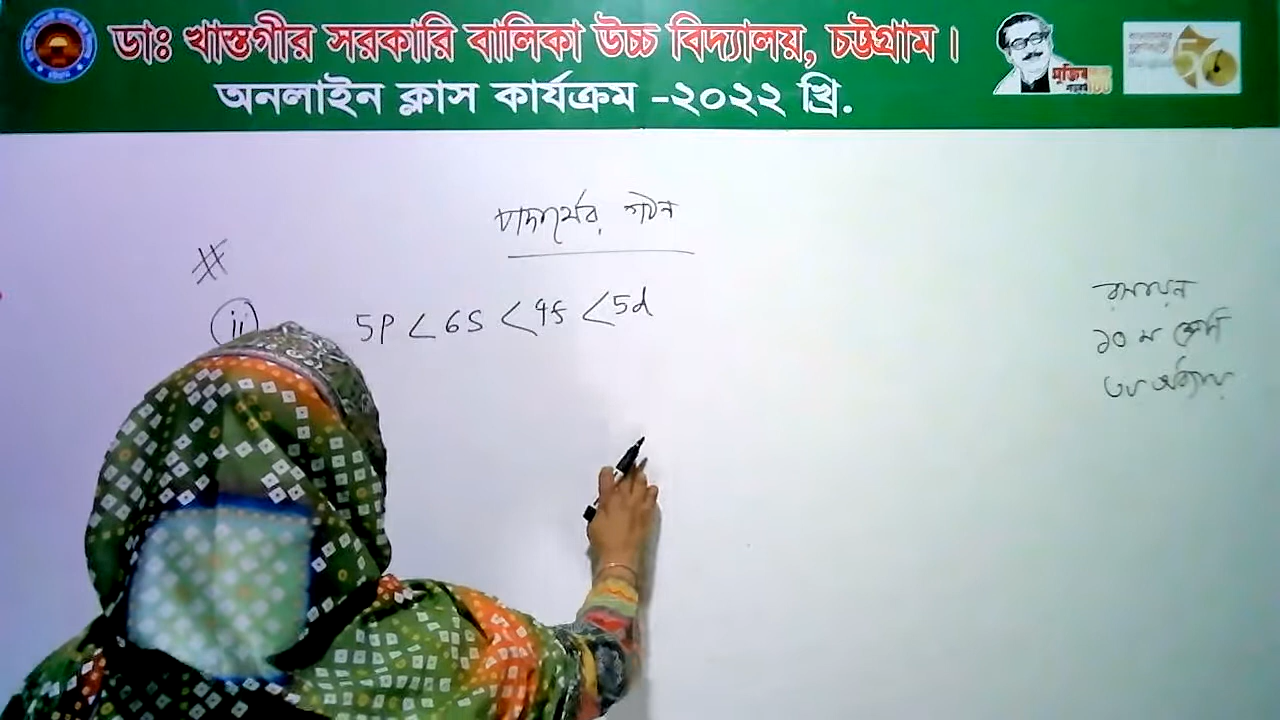 ডাঃ খাস্তগীর সরকারি বালিকা উচ্চ বিদ্যালয়, চট্টগ্রাম।
অনলাইন ক্লাস কার্যক্রম -২০২২ খ্রি.
পদার্থের গঠন
#
ii 5p < 6s < 4f < 5d
রসায়ন
১০ম শ্রেণি
৩য় অধ্যায়